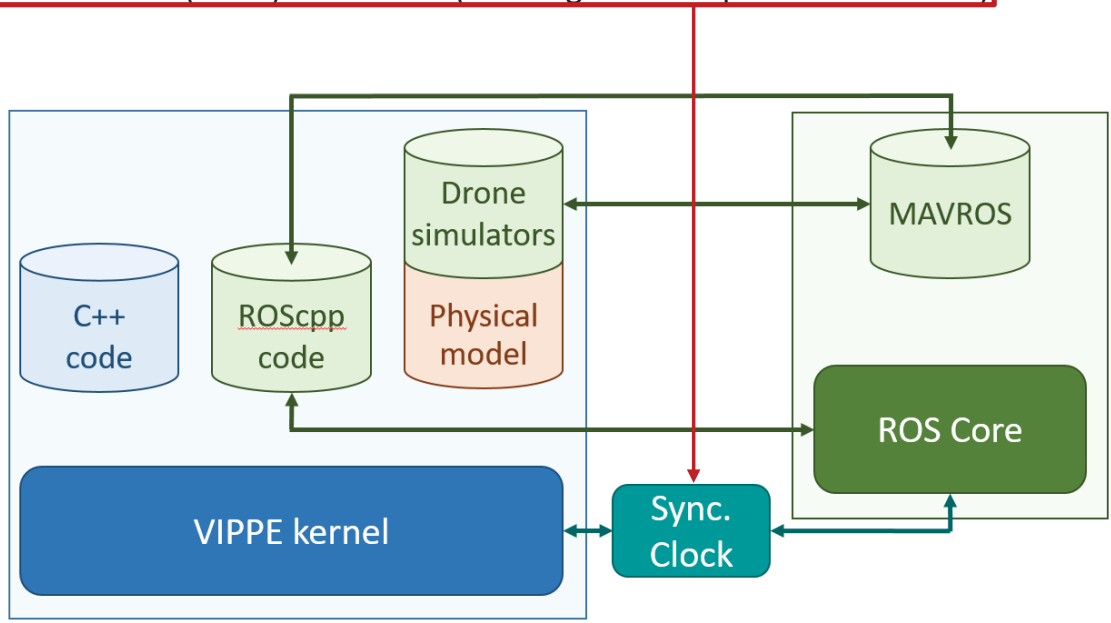 Drone
simulators
MAVROS
C++
code
ROScpp
code
Physical
model
ROS Core
VIPPE kernel
Sync.
Clock